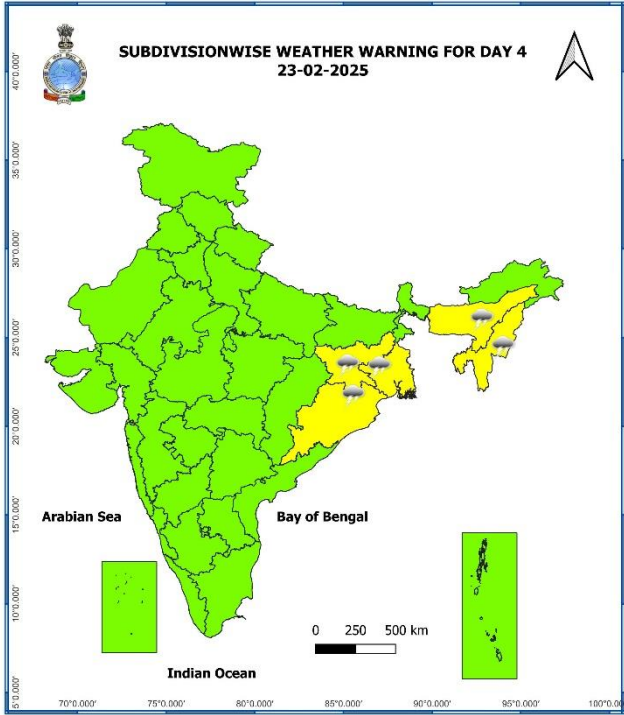 SUBDIVISIONWISE WEATHER WARNING FOR DAY 4
23-02-2025
40°0.000'
35°0.000'
30°0.000'
25°0.000'
20°0.000'
15°0.000'
10°0.000'
5°0.000'
Arabian Sea
Bay of Bengal
0 250 500 km
Indian Ocean
70°0.000' 75°0.000' 80°0.000' 85°0.000' 90°0.000' 95°0.000' 100°0.000'